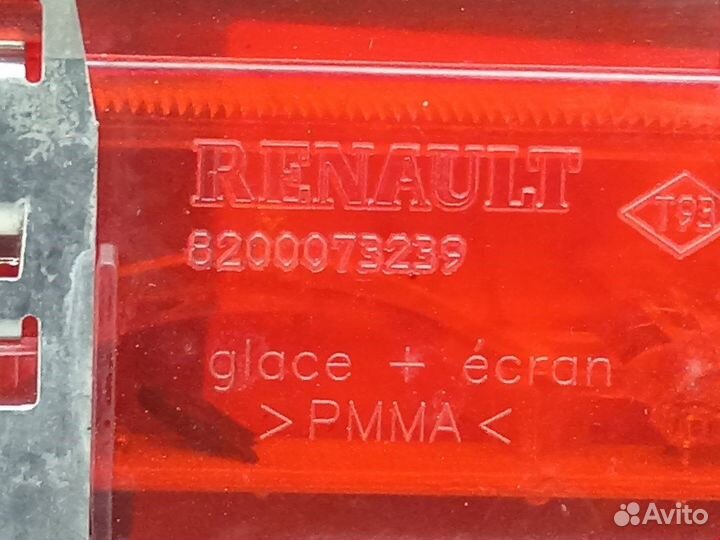 RENAULT
T93
8200073239
glace + écran
>PMMA<
Avito